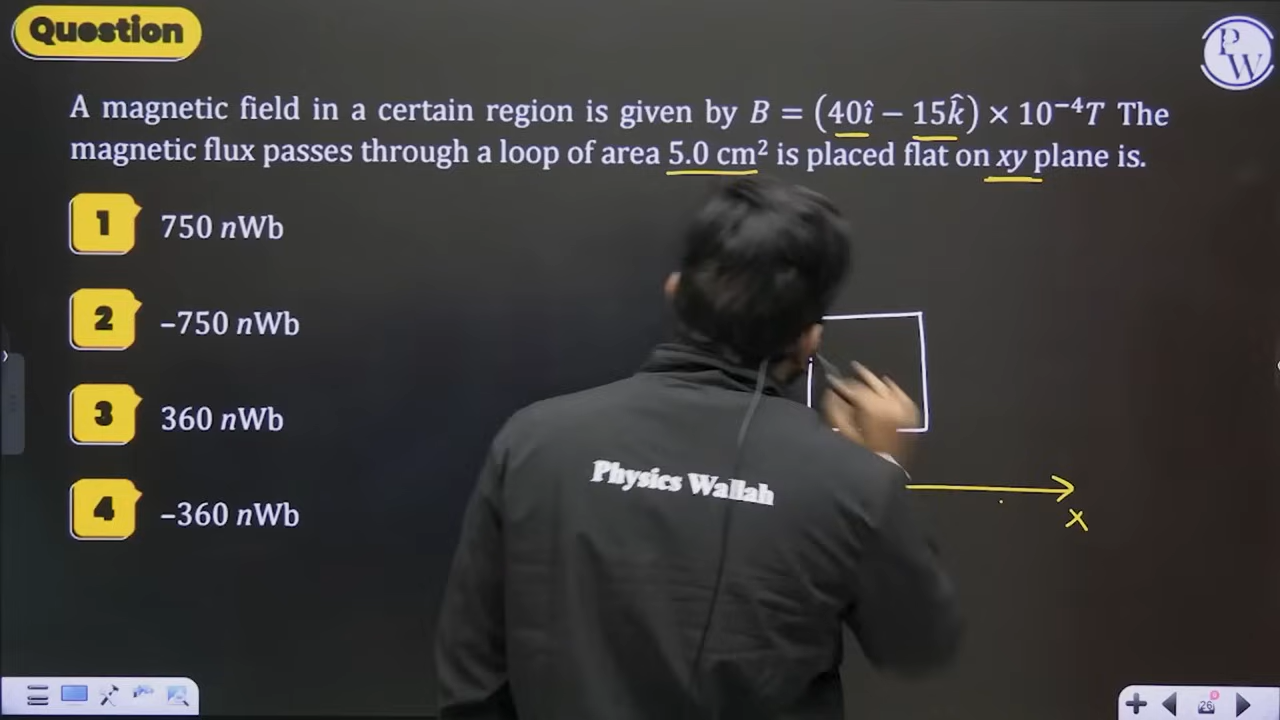 Question
PW
A magnetic field in a certain region is given by B = (40î − 15k̂) × 10⁻⁴T The
magnetic flux passes through a loop of area 5.0 cm² is placed flat on xy plane is.
1 750 nWb
2 –750 nWb
3 360 nWb
4 –360 nWb
Physics Wallah
x
26